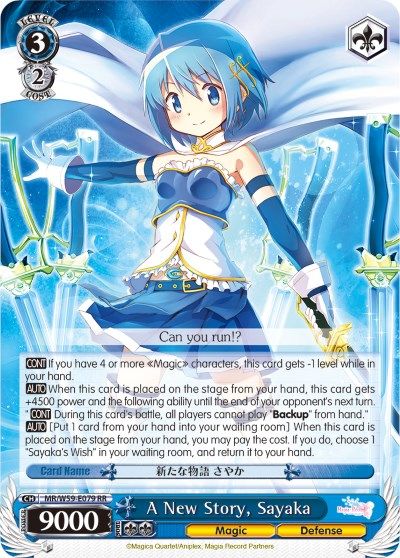 LEVEL
3
2
COST
Can you run!?
CONT If you have 4 or more «Magic» characters, this card gets -1 level while in
your hand.
AUTO When this card is placed on the stage from your hand, this card gets
+4500 power and the following ability until the end of your opponent's next turn.
" CONT During this card's battle, all players cannot play "Backup" from hand."
AUTO [Put 1 card from your hand into your waiting room] When this card is
placed on the stage from your hand, you may pay the cost. If you do, choose 1
"Sayaka's Wish" in your waiting room, and return it to your hand.
Card Name 新たな物語 さやか
CH MR/W59-E079 RR
A New Story, Sayaka
POWER 9000 SOUL
Magic Defense
©Magica Quartet/Aniplex, Magia Record Partners